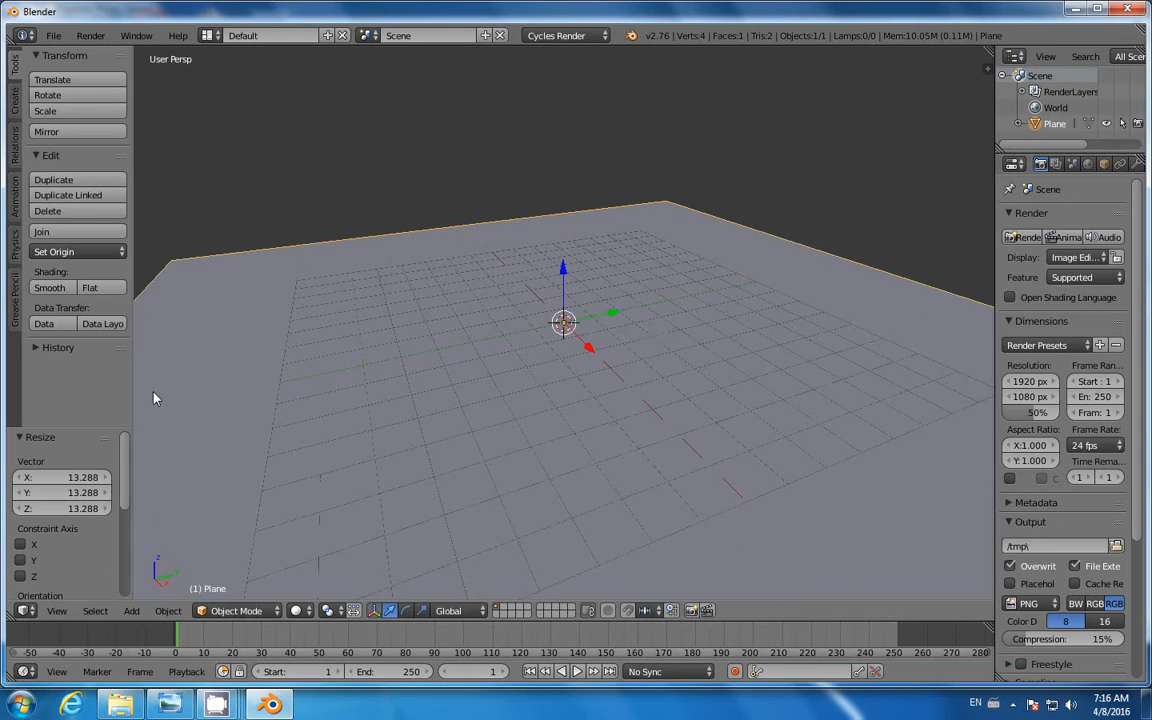 Blender
File Render Window Help Default Scene Cycles Render v2.76 | Verts:4 | Faces:1 | Tris:2 | Objects:1/1 | Lamps:0/0 | Mem:10.05M (0.11M) | Plane
Tools
Create
Relations
Animation
Physics
Grease Pencil
Transform
Translate
Rotate
Scale
Mirror
Edit
Duplicate
Duplicate Linked
Delete
Join
Set Origin
Shading:
Smooth Flat
Data Transfer:
Data Data Layo
History
Resize
Vector
X: 13.288
Y: 13.288
Z: 13.288
Constraint Axis
X
Y
Z
Orientation
User Persp
z
(1) Plane
View Select Add Object Object Mode Global
-50 -40 -30 -20 -10 0 10 20 30 40 50 60 70 80 90 100 110 120 130 140 150 160 170 180 190 200 210 220 230 240 250 260 270 280
View Marker Frame Playback Start: 1 End: 250 1 No Sync
View Search All Scen
Scene
RenderLayers
World
Plane
Scene
Render
Rende Anima Audio
Display: Image Edi...
Feature Supported
Open Shading Language
Dimensions
Render Presets
Resolution: Frame Ran...
1920 px Start : 1
1080 px En: 250
50% Fram: 1
Aspect Ratio: Frame Rate:
X:1.000 24 fps
Y:1.000 Time Rema...
C 1 1
Metadata
Output
/tmp\
Overwrit File Exte
Placehol Cache Re
PNG BW RGB RGB
Color D 8 16
Compression: 15%
Freestyle
EN 7:16 AM
4/8/2016